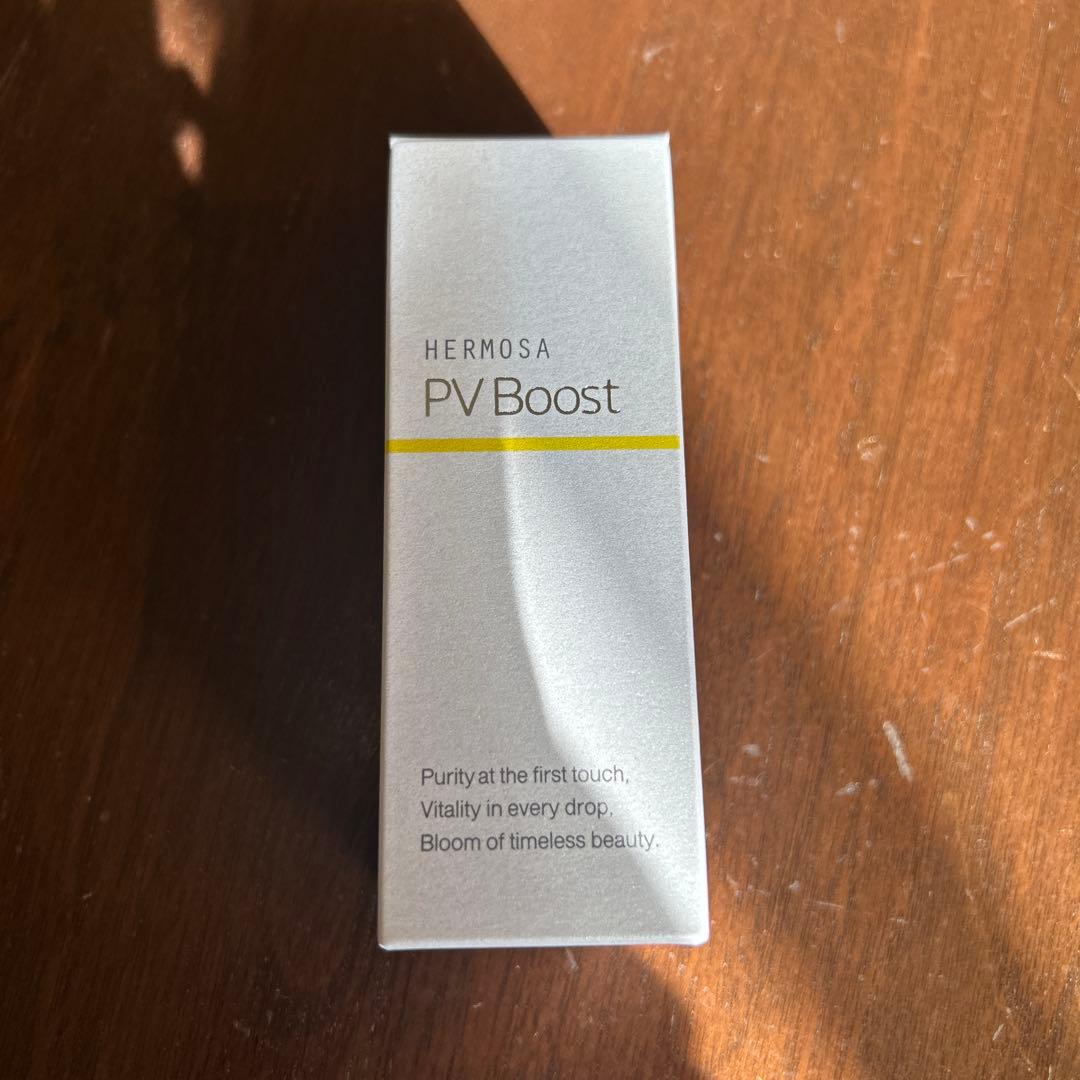 HERMOSA
PV Boost
Purity at the first touch,
Vitality in every drop,
Bloom of timeless beauty.